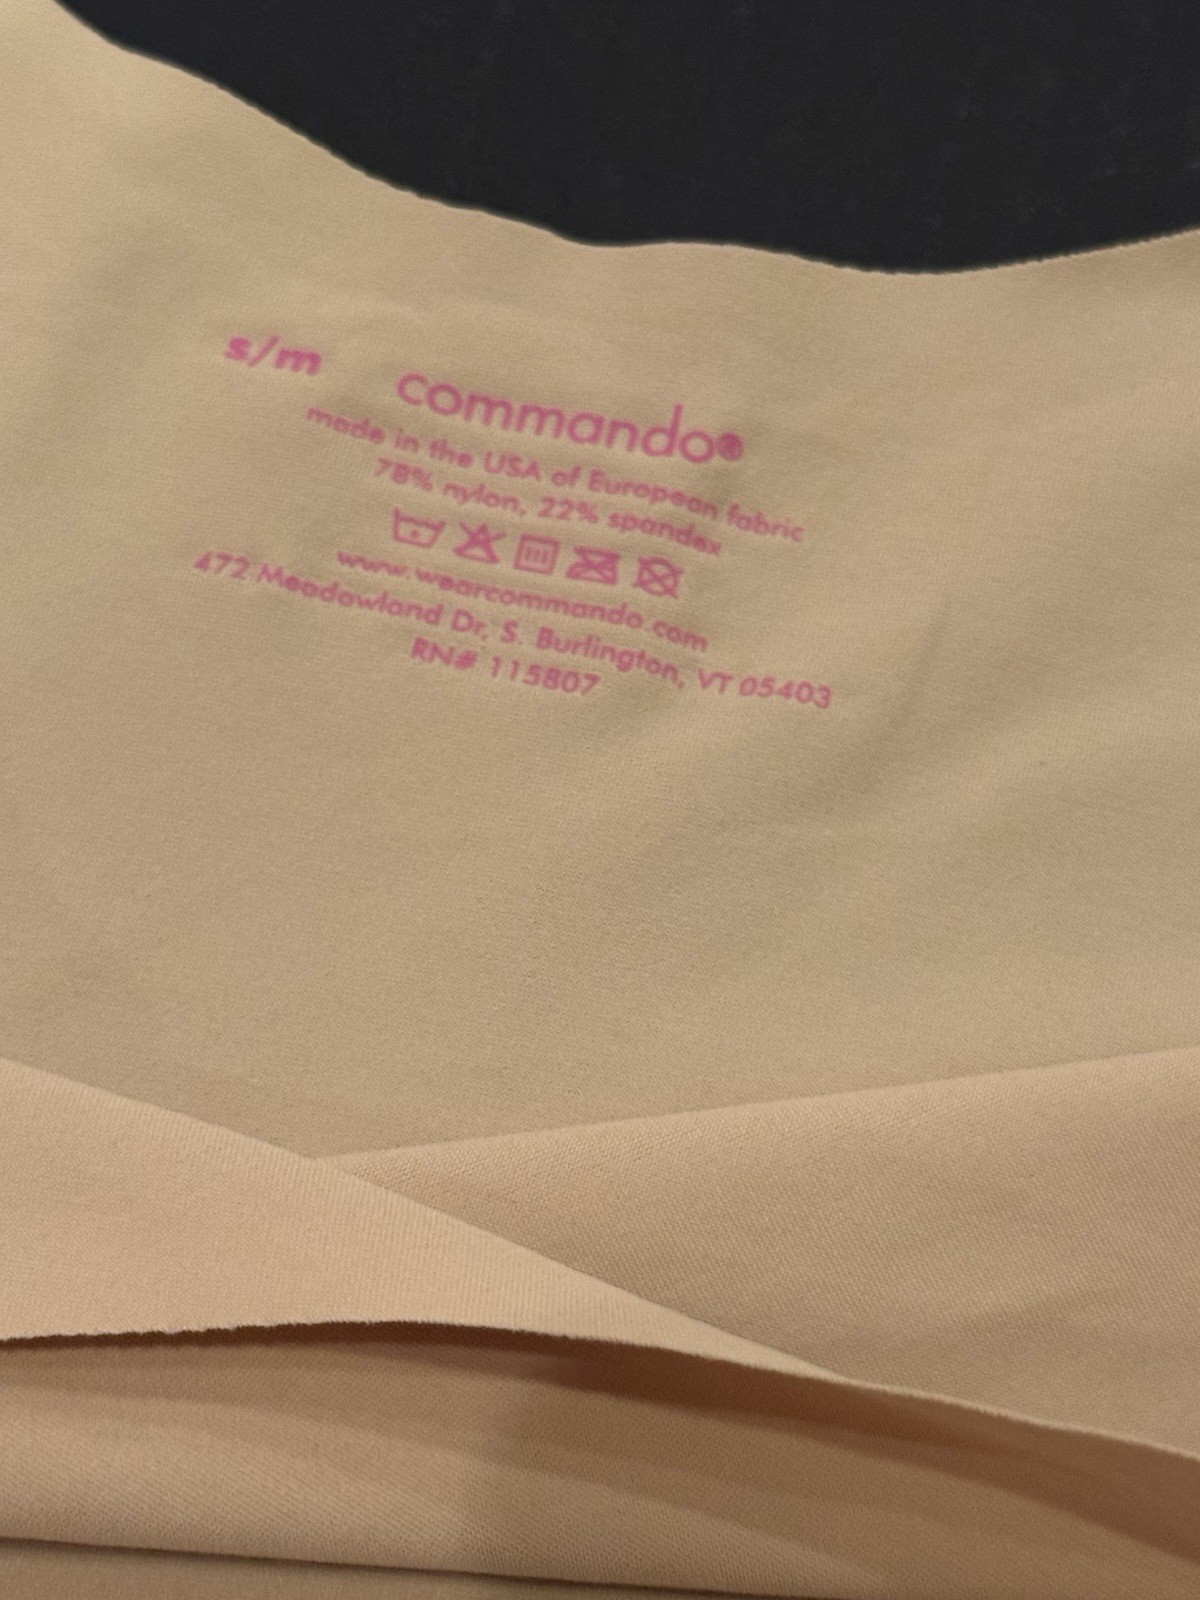 s/m
commando®
made in the USA of European fabric
78% nylon, 22% spandex
www.wearcommando.com
472 Meadowland Dr, S. Burlington, VT 05403
RN# 115807